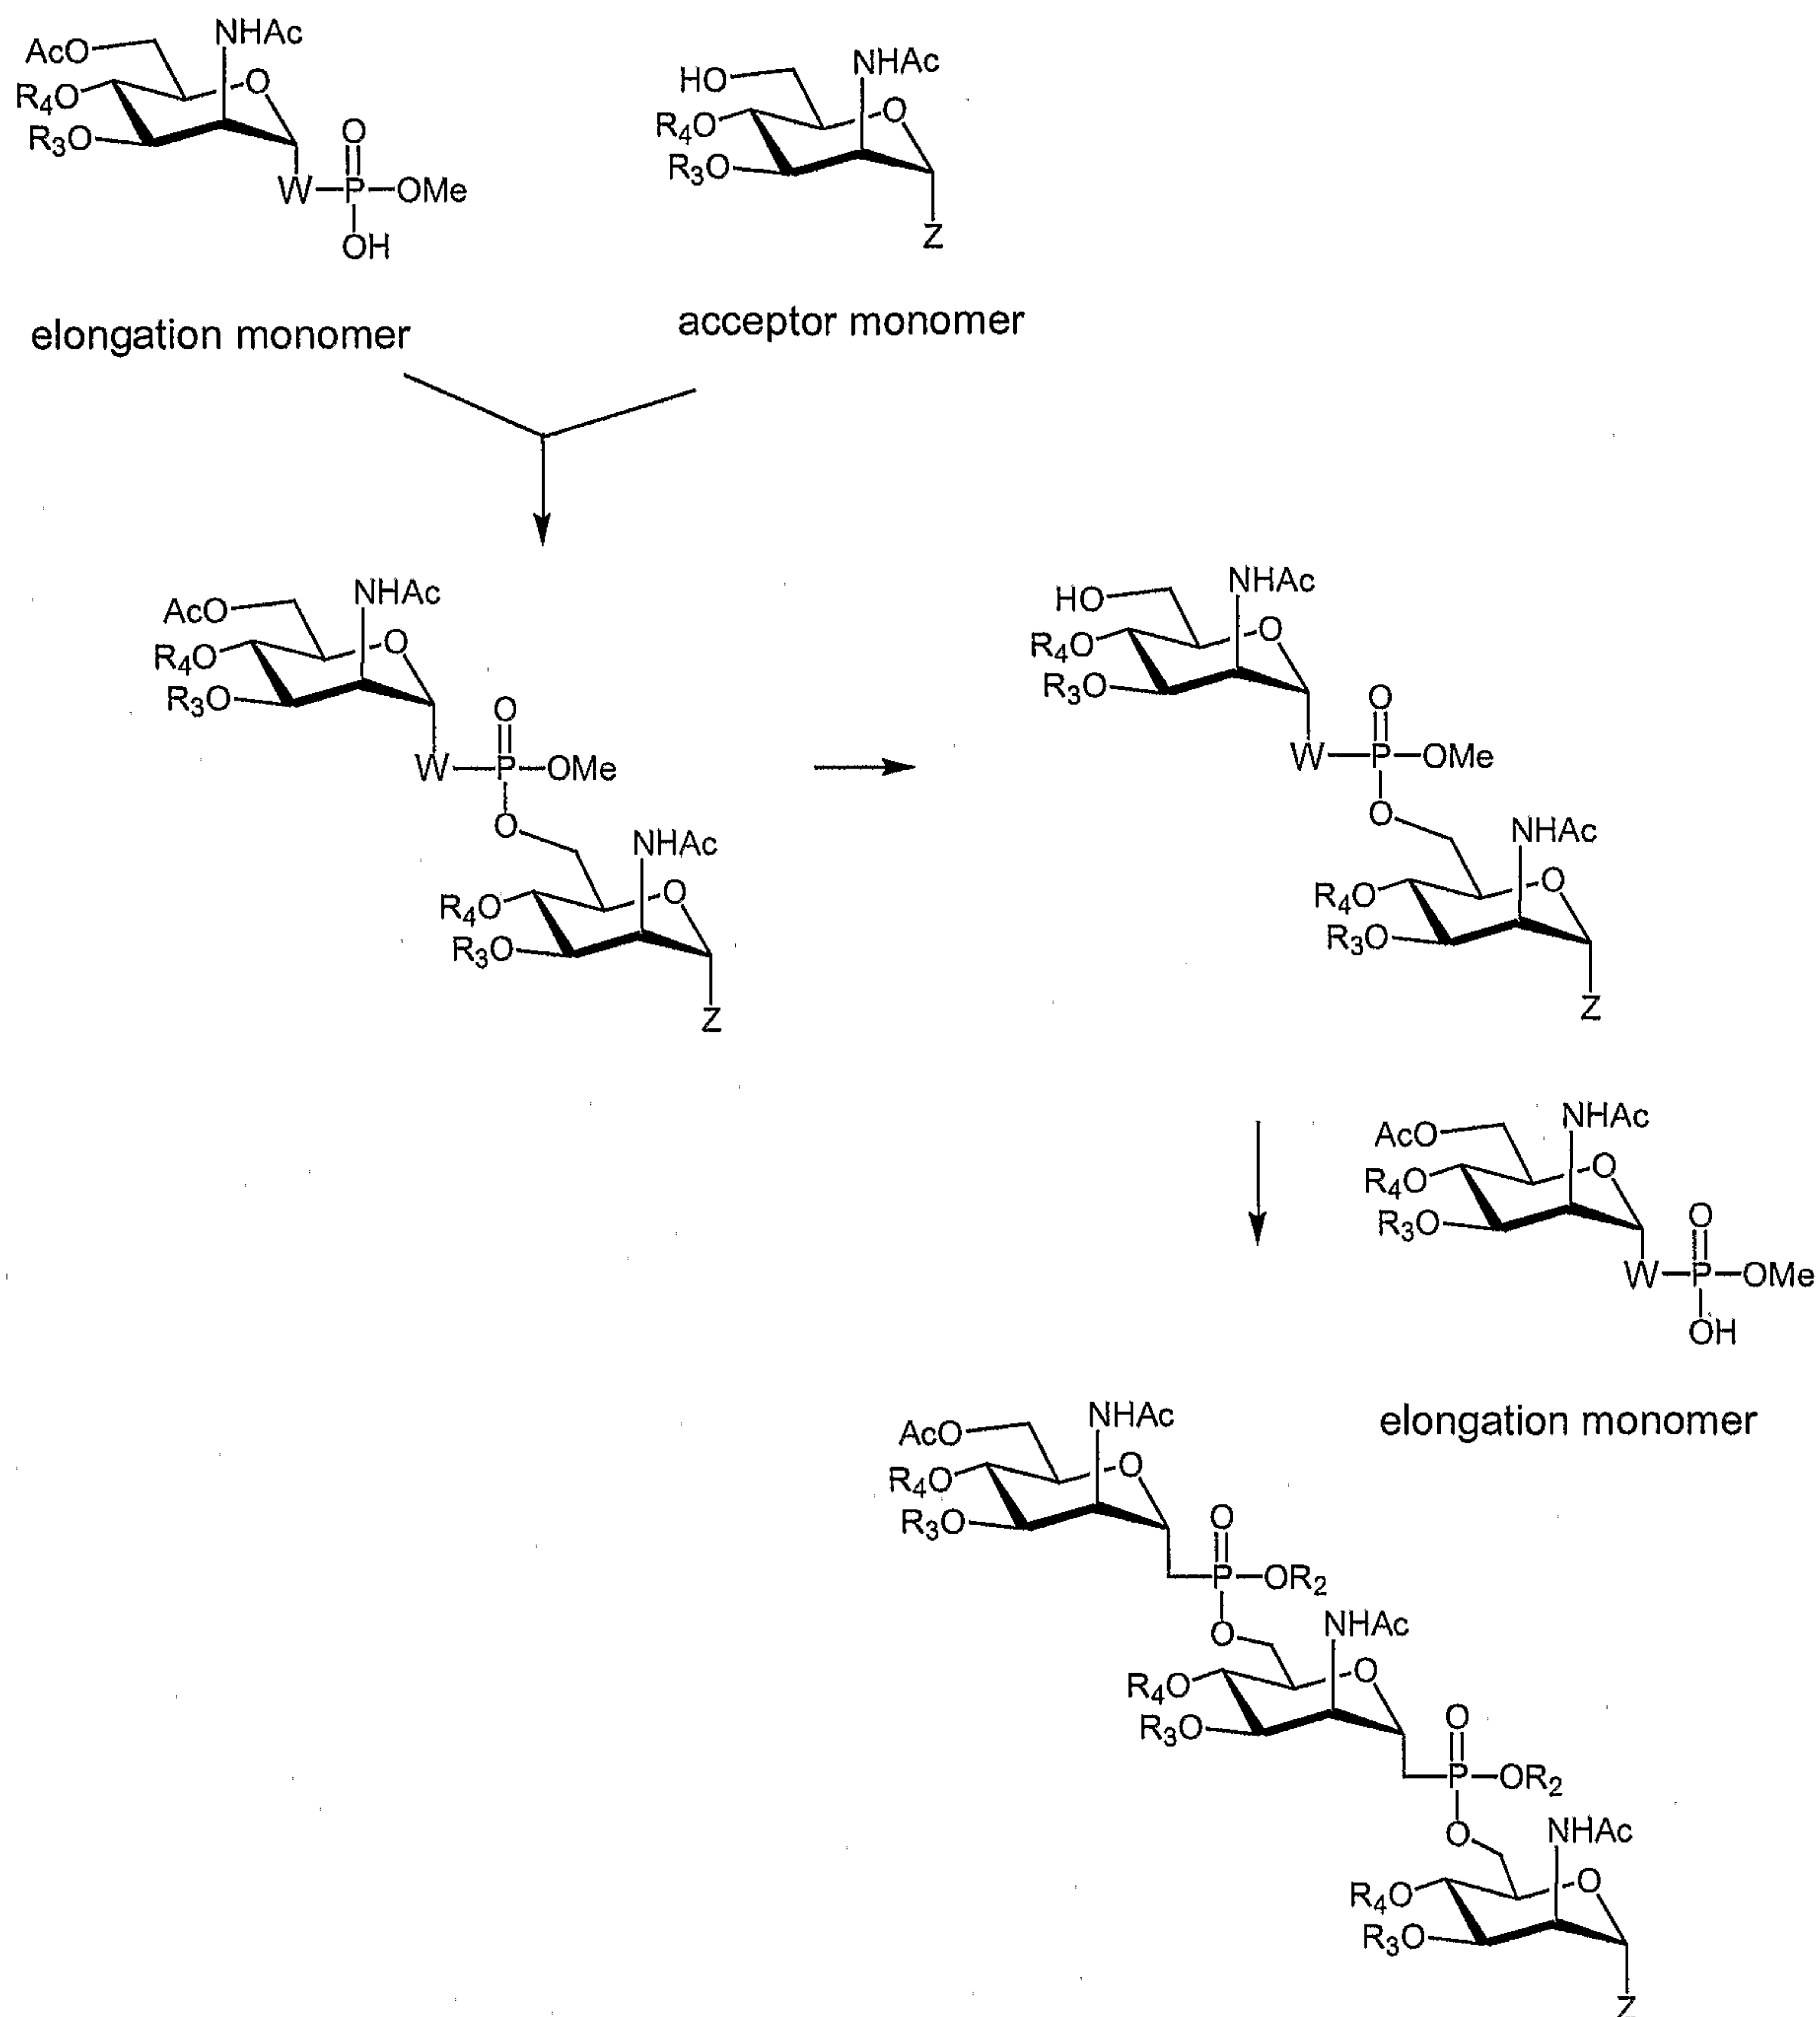 NHAc
AcO
O
R4O
R3O
O
W P OMe
OH
NHAc
HO
O
R4O
R3O
Z
elongation monomer
acceptor monomer
NHAc
AcO
O
R4O
R3O
O
W P OMe
O
NHAc
O
R4O
R3O
Z
NHAc
HO
O
R4O
R3O
O
W P OMe
O
NHAc
O
R4O
R3O
Z
NHAc
AcO
O
R4O
R3O
O
W P OMe
OH
elongation monomer
NHAc
AcO
O
R4O
R3O
O
P OR2
O
NHAc
O
R4O
R3O
O
P OR2
O
NHAc
O
R4O
R3O
Z